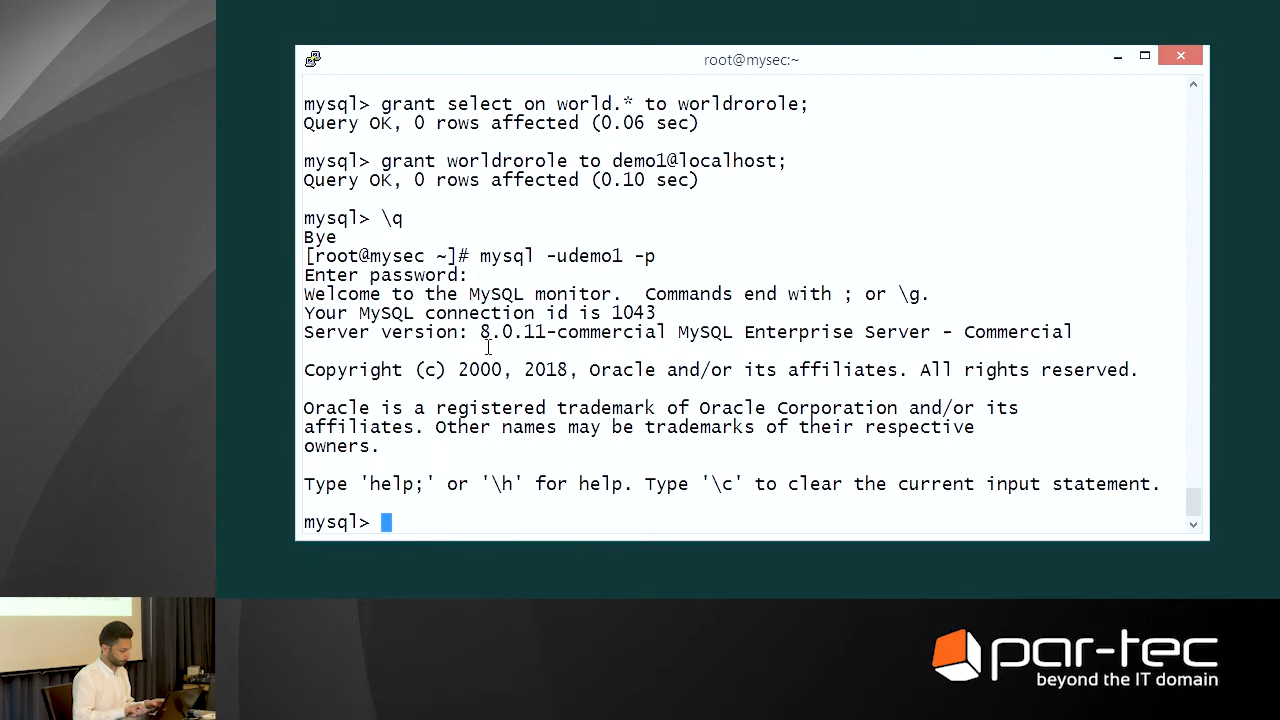 root@mysec:~
mysql> grant select on world.* to worldrorole;
Query OK, 0 rows affected (0.06 sec)
mysql> grant worldrorole to demo1@localhost;
Query OK, 0 rows affected (0.10 sec)
mysql> \q
Bye
[root@mysec ~]# mysql -udemo1 -p
Enter password:
Welcome to the MySQL monitor.  Commands end with ; or \g.
Your MySQL connection id is 1043
Server version: 8.0.11-commercial MySQL Enterprise Server - Commercial
Copyright (c) 2000, 2018, Oracle and/or its affiliates. All rights reserved.
Oracle is a registered trademark of Oracle Corporation and/or its
affiliates. Other names may be trademarks of their respective
owners.
Type 'help;' or '\h' for help. Type '\c' to clear the current input statement.
mysql>
par-tec
beyond the IT domain